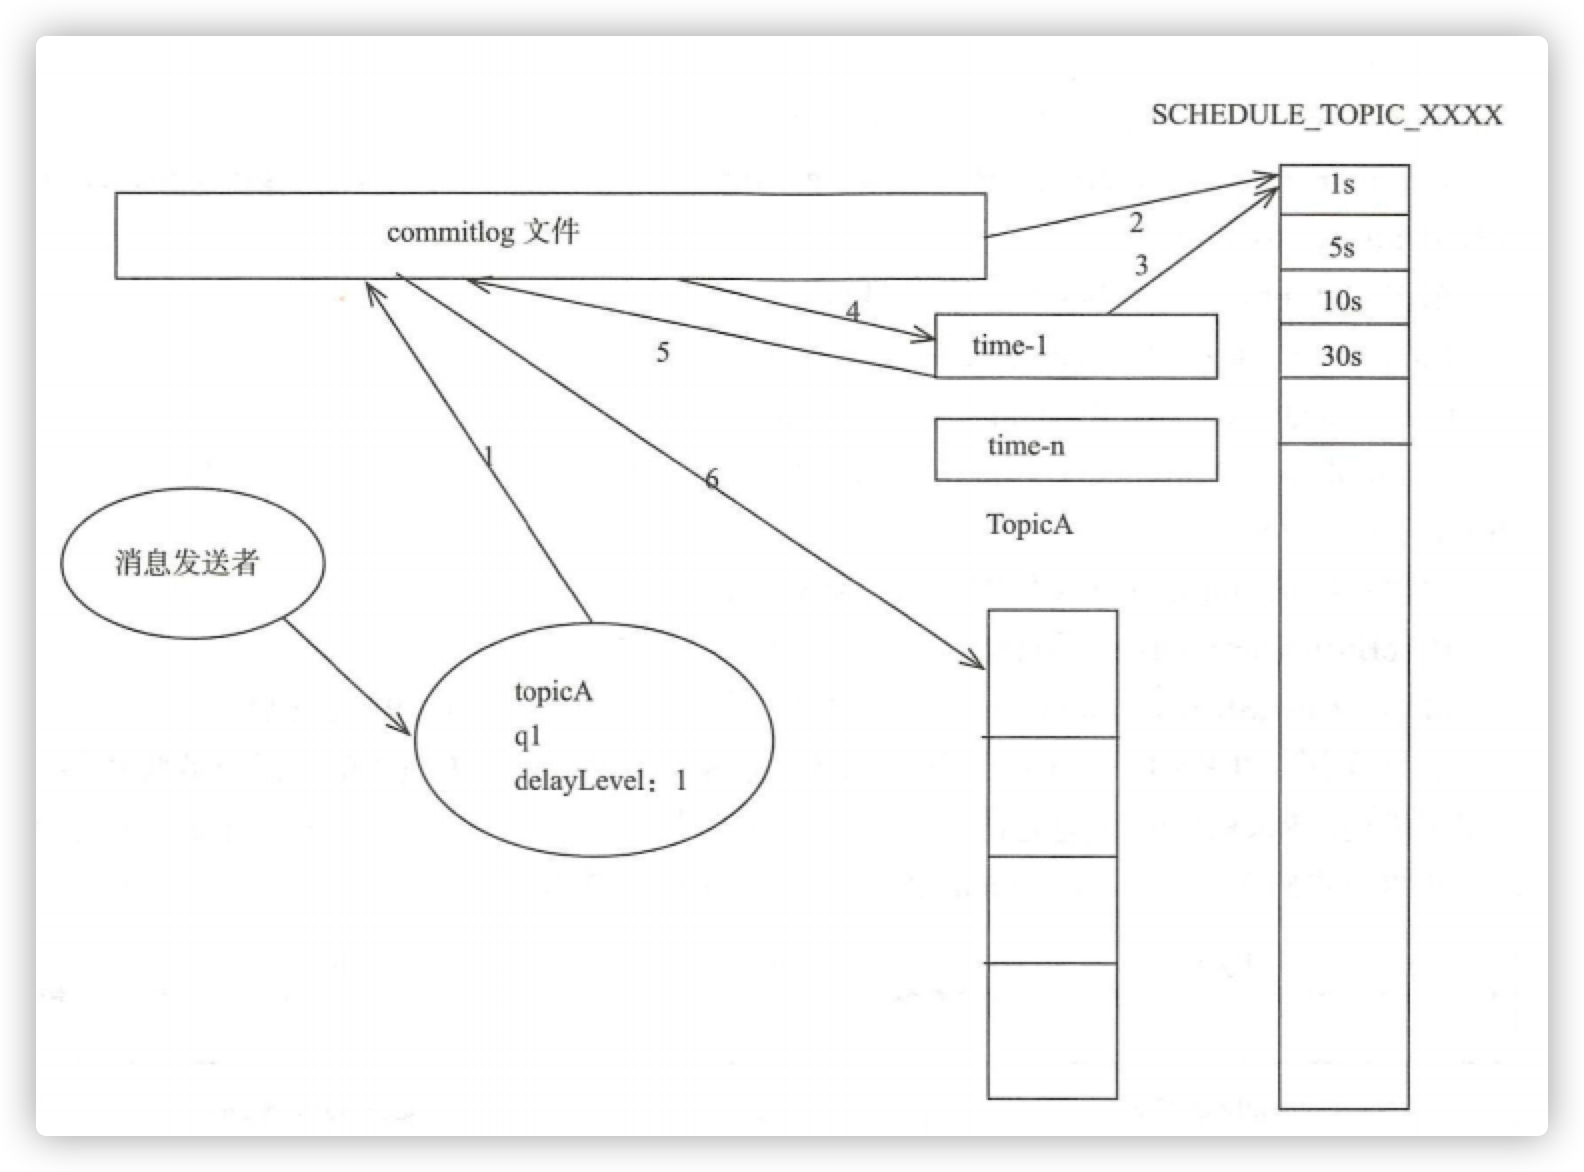 SCHEDULE_TOPIC_XXXX
1s
commitlog 文件
2
5s
3
10s
4
time-1
5
30s
1
time-n
6
TopicA
消息发送者
topicA
q1
delayLevel：1